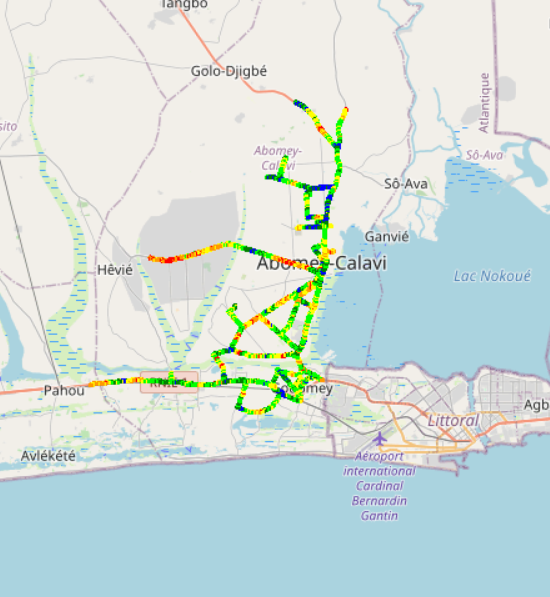 Tangbo
Golo-Djigbé
Atlantique
Abomey-
Calavi
Sô-Ava
Sô-Ava
Ganvié
Abomey-Calavi
Hêvié
Lac Nokoué
Pahou
Agb
Littoral
Avlékété
Aéroport
international
Cardinal
Bernardin
Gantin